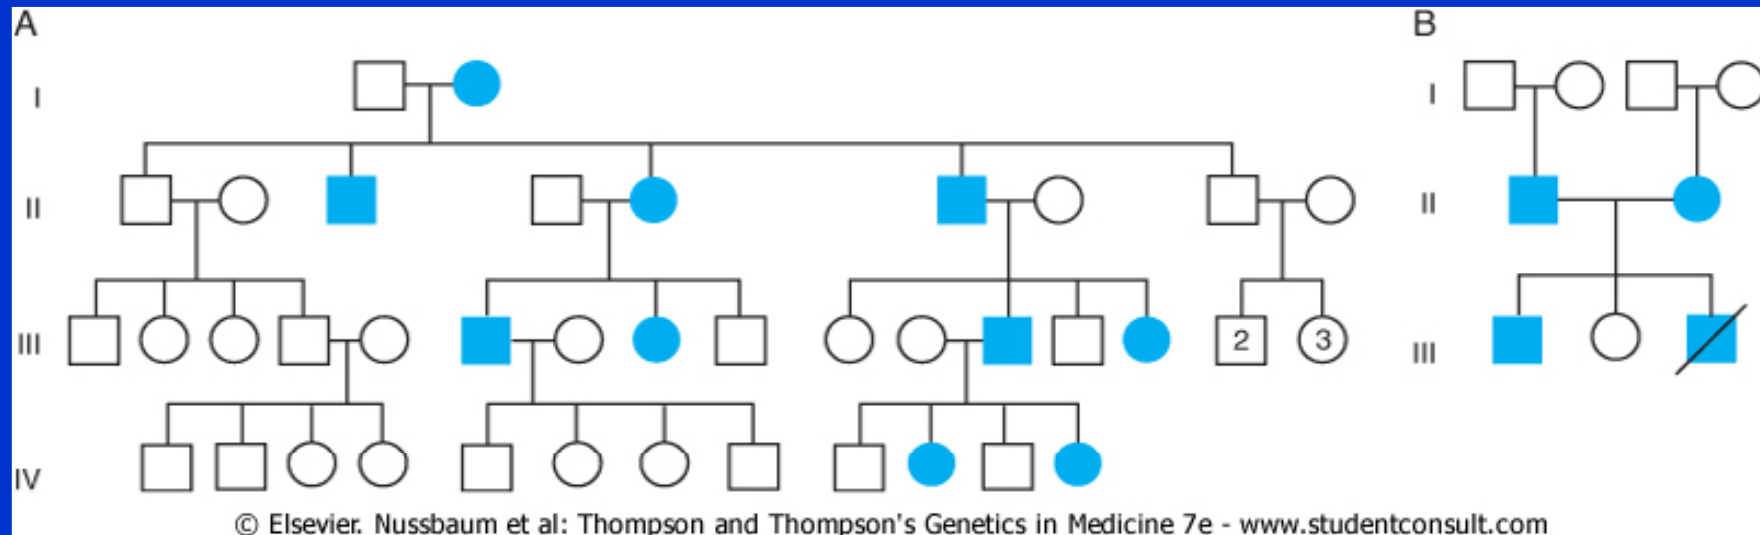 A
B
I
I
II
II
III
2
3
III
IV
© Elsevier. Nussbaum et al: Thompson and Thompson's Genetics in Medicine 7e - www.studentconsult.com